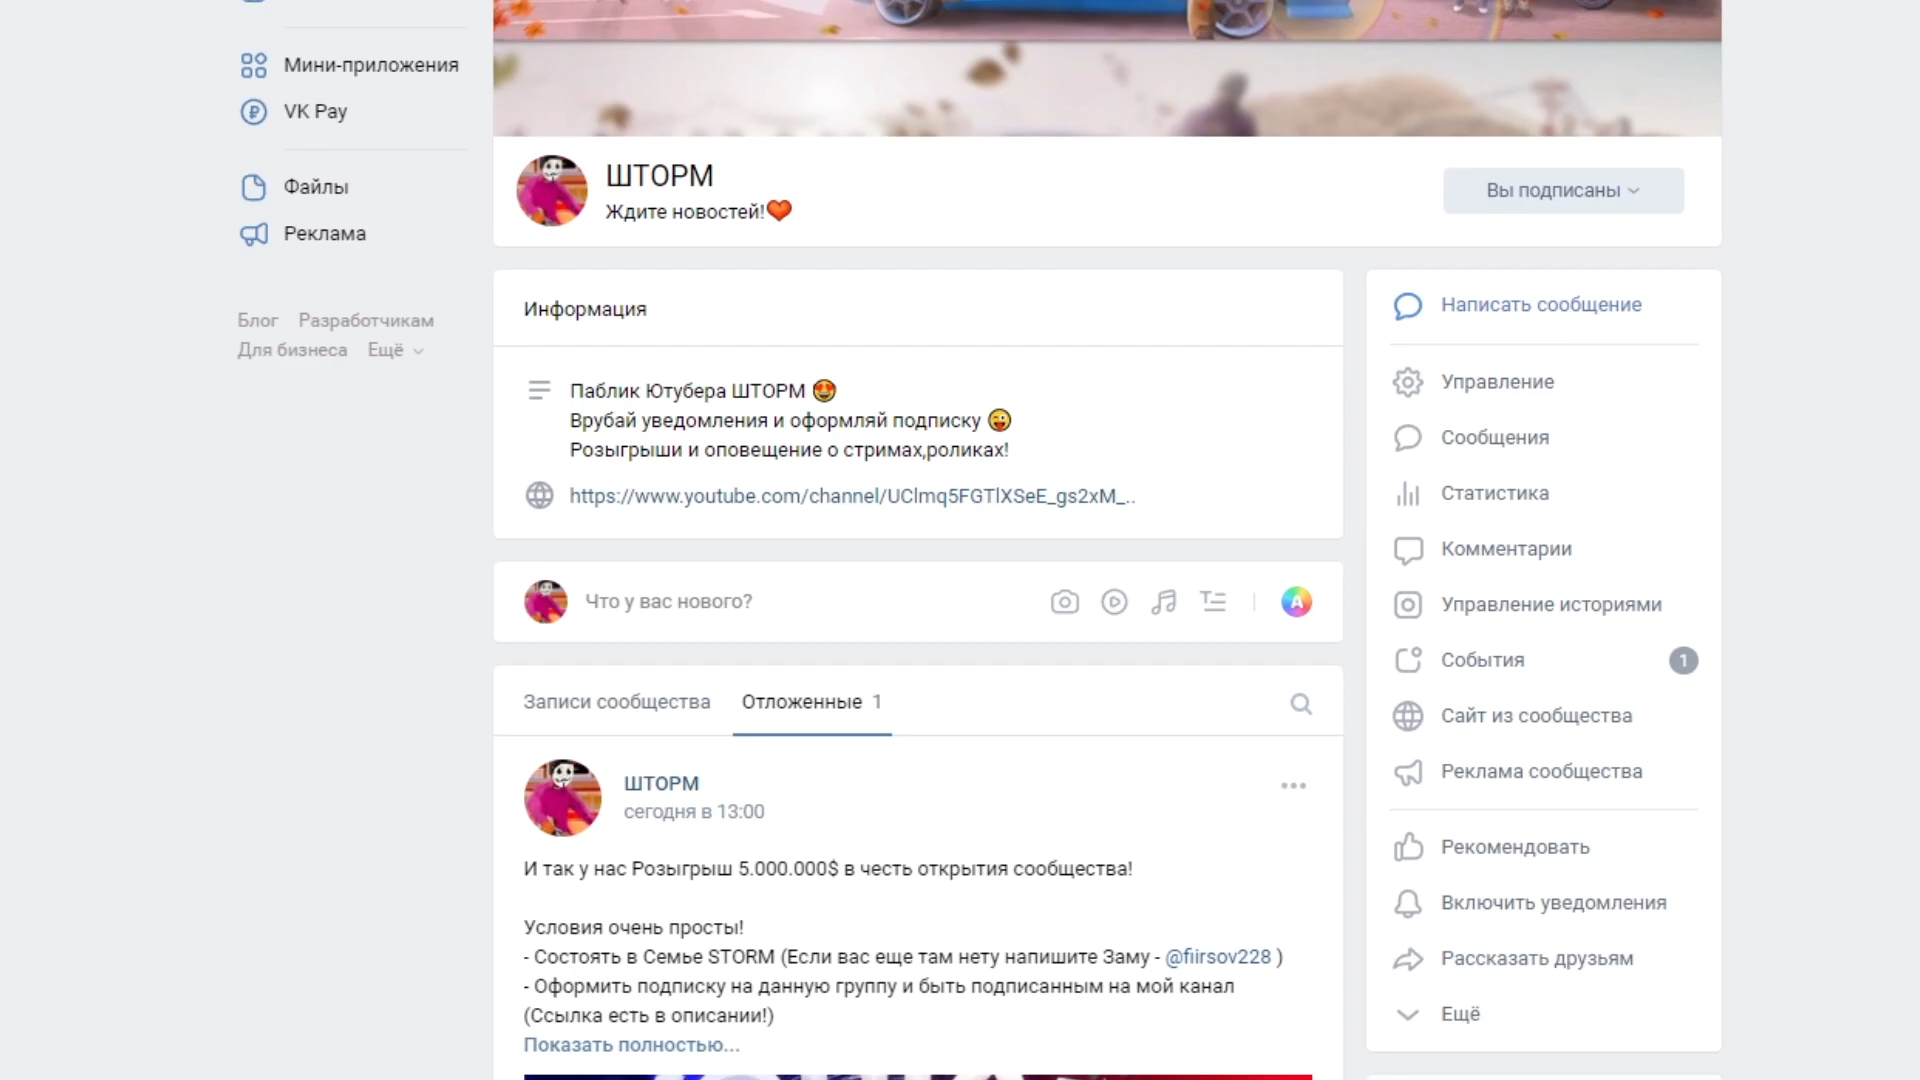 Мини-приложения
VK Pay
Файлы
Реклама
Блог Разработчикам
Для бизнеса Ещё
ШТОРМ
Ждите новостей!
Вы подписаны
Информация
Паблик Ютубера ШТОРМ
Врубай уведомления и оформляй подписку
Розыгрыши и оповещение о стримах,роликах!
https://www.youtube.com/channel/UClmq5FGTlXSeE_gs2xM_..
Что у вас нового?
Записи сообщества Отложенные 1
ШТОРМ
сегодня в 13:00
И так у нас Розыгрыш 5.000.000$ в честь открытия сообщества!
Условия очень просты!
- Состоять в Семье STORM (Если вас еще там нету напишите Заму - @fiirsov228 )
- Оформить подписку на данную группу и быть подписанным на мой канал
(Ссылка есть в описании!)
Показать полностью...
Написать сообщение
Управление
Сообщения
Статистика
Комментарии
Управление историями
События 1
Сайт из сообщества
Реклама сообщества
Рекомендовать
Включить уведомления
Рассказать друзьям
Ещё